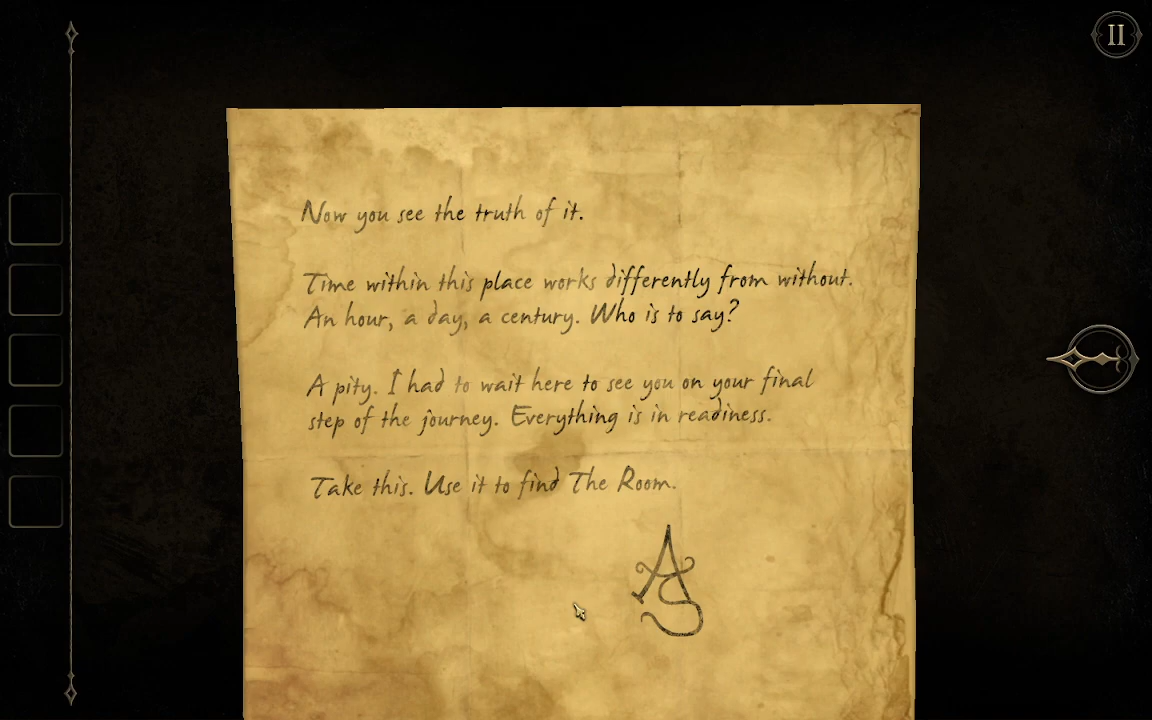 II
Now you see the truth of it.
Time within this place works differently from without.
An hour, a day, a century. Who is to say?
A pity. I had to wait here to see you on your final
step of the journey. Everything is in readiness.
Take this. Use it to find The Room.
AS